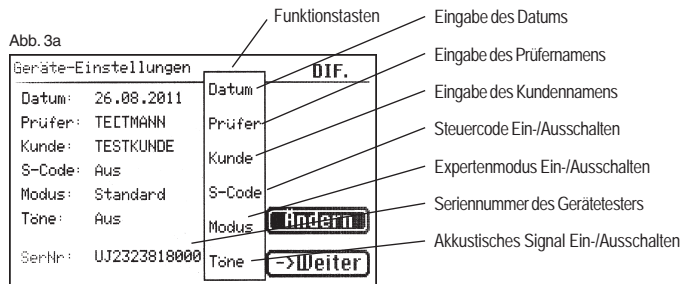 Funktionstasten
Abb. 3a
Geräte-Einstellungen
DIF.
Datum: 26.08.2011
Prüfer: TECTMANN
Kunde: TESTKUNDE
S-Code: Aus
Modus: Standard
Töne: Aus
SerNr: UJ2323818000
Datum
Prüfer
Kunde
S-Code
Modus
Töne
Ändern
->Weiter
Eingabe des Datums
Eingabe des Prüfernamens
Eingabe des Kundennamens
Steuercode Ein-/Ausschalten
Expertenmodus Ein-/Ausschalten
Seriennummer des Gerätetesters
Akkustisches Signal Ein-/Ausschalten